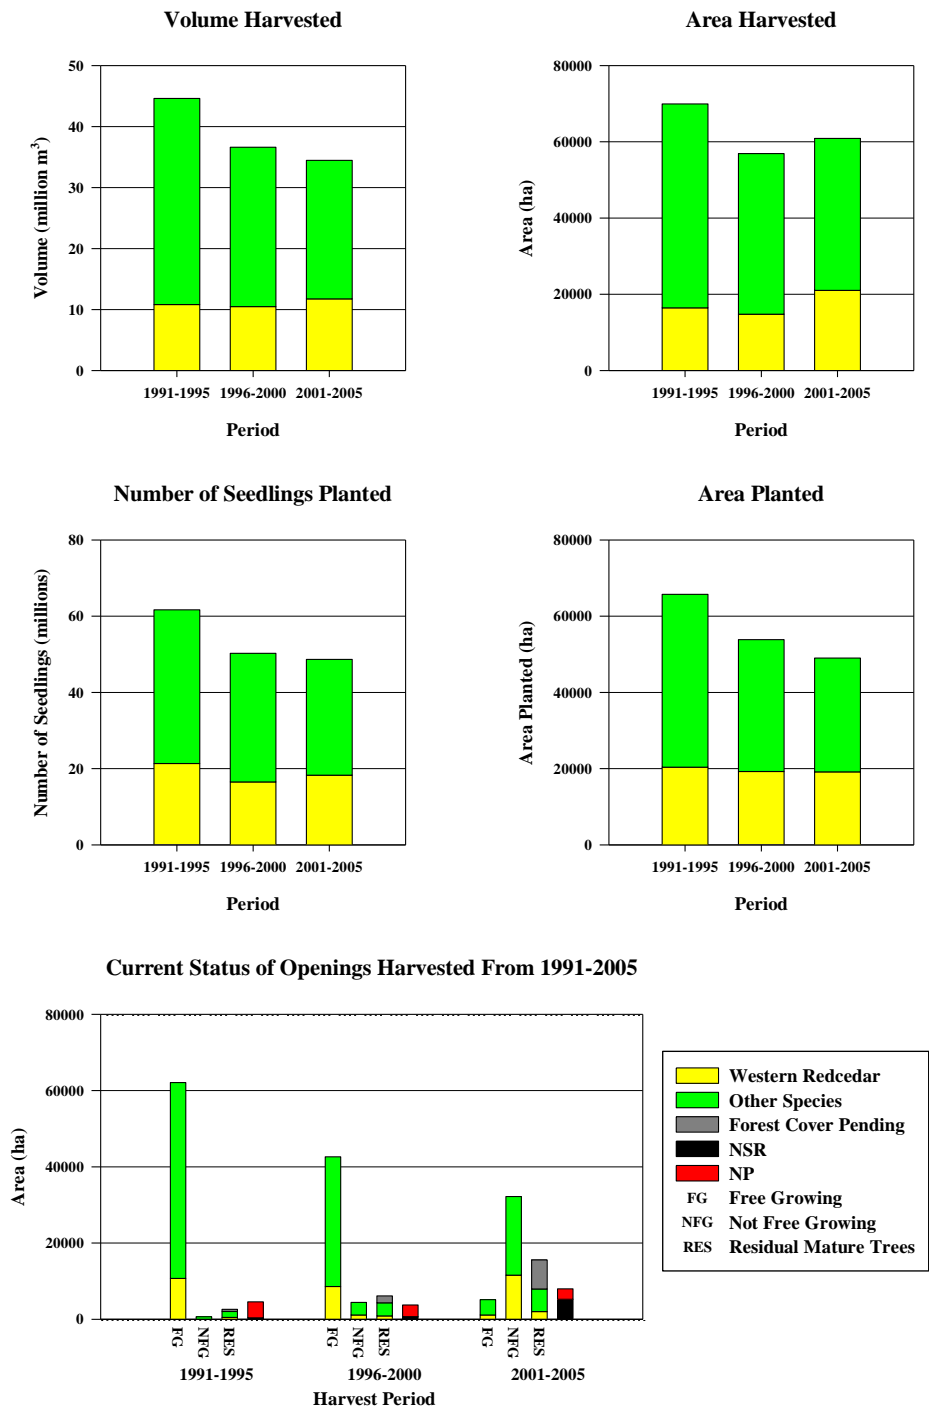 Volume Harvested
50
40
30
20
10
0
Volume (million m³)
1991-1995 1996-2000 2001-2005
Period
Area Harvested
80000
60000
40000
20000
0
Area (ha)
1991-1995 1996-2000 2001-2005
Period
Number of Seedlings Planted
80
60
40
20
0
Number of Seedlings (millions)
1991-1995 1996-2000 2001-2005
Period
Area Planted
80000
60000
40000
20000
0
Area Planted (ha)
1991-1995 1996-2000 2001-2005
Period
Current Status of Openings Harvested From 1991-2005
80000
60000
40000
20000
0
Area (ha)
FG NFG RES FG NFG RES FG NFG RES
1991-1995 1996-2000 2001-2005
Harvest Period
Western Redcedar
Other Species
Forest Cover Pending
NSR
NP
FG Free Growing
NFG Not Free Growing
RES Residual Mature Trees